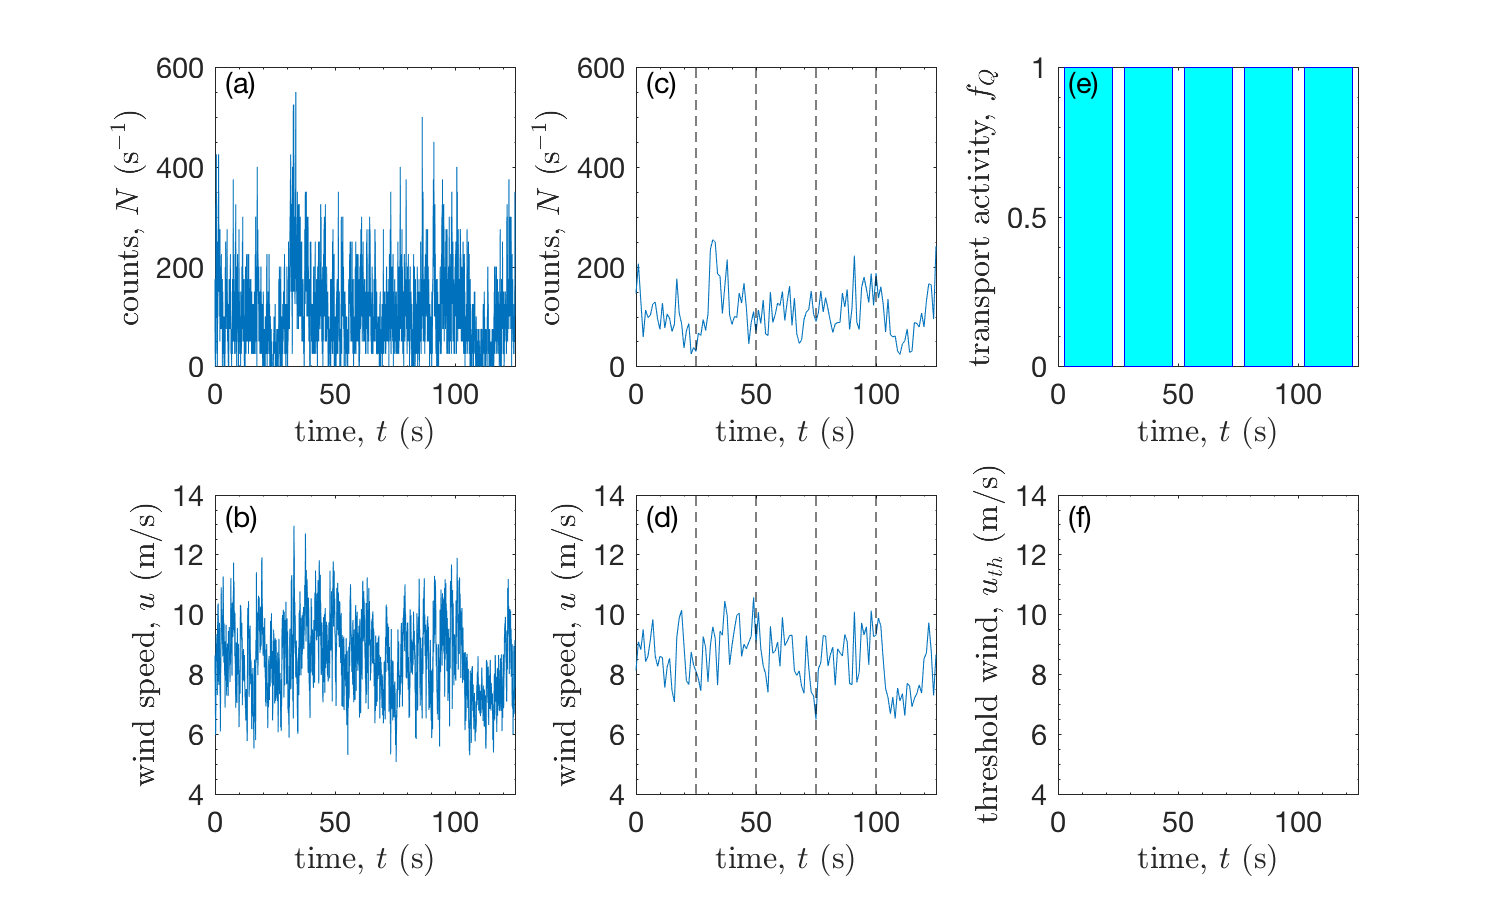 (a)
600
400
200
0
counts, N (s⁻¹)
0 50 100
time, t (s)
(c)
600
400
200
0
counts, N (s⁻¹)
0 50 100
time, t (s)
(e)
1
0.5
0
transport activity, f_Q
0 50 100
time, t (s)
(b)
14
12
10
8
6
4
wind speed, u (m/s)
0 50 100
time, t (s)
(d)
14
12
10
8
6
4
wind speed, u (m/s)
0 50 100
time, t (s)
(f)
14
12
10
8
6
4
threshold wind, u_th (m/s)
0 50 100
time, t (s)